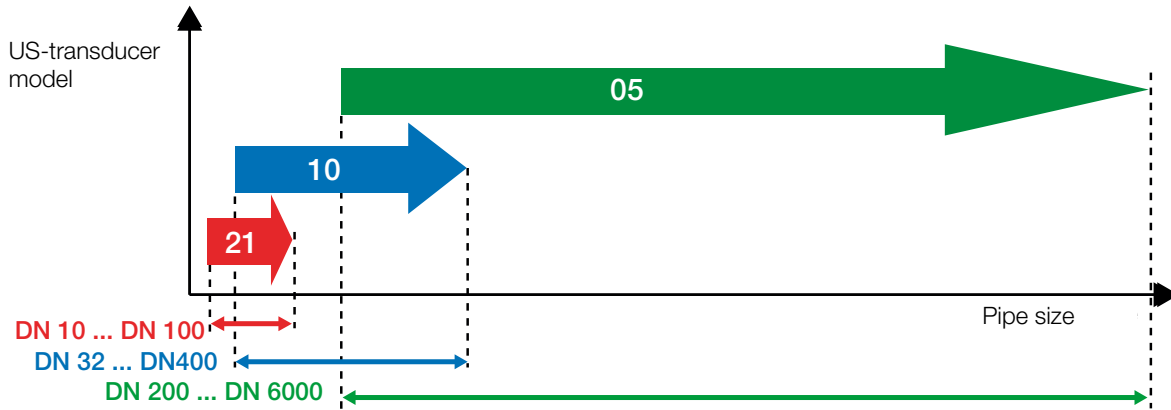 US-transducer
model
05
10
21
Pipe size
DN 10 ... DN 100
DN 32 ... DN400
DN 200 ... DN 6000